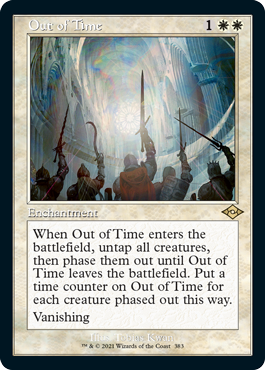 Out of Time 1
Enchantment
When Out of Time enters the
battlefield, untap all creatures,
then phase them out until Out of
Time leaves the battlefield. Put a
time counter on Out of Time for
each creature phased out this way.
Vanishing
™ & © 2021 Wizards of the Coast 383